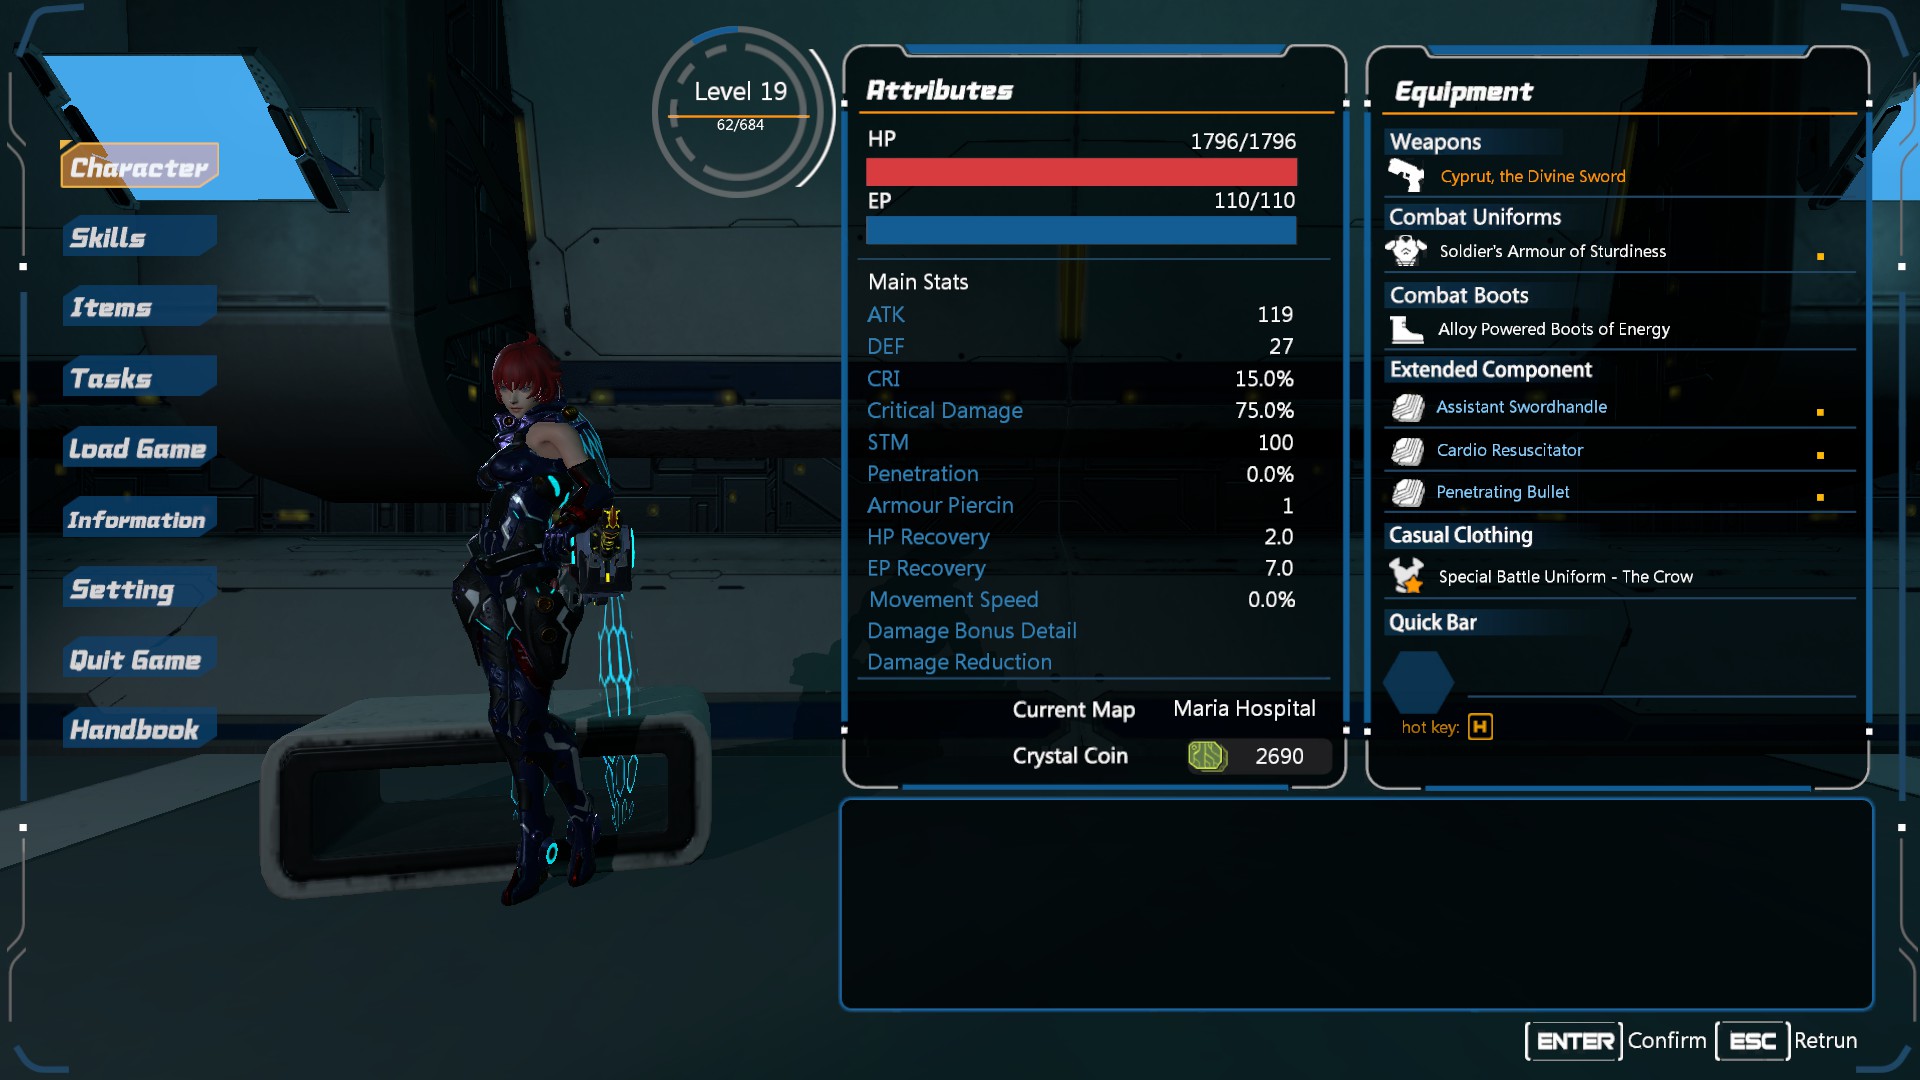 Character
Skills
Items
Tasks
Load Game
Information
Setting
Quit Game
Handbook
Level 19
62/684
Attributes
HP 1796/1796
EP 110/110
Main Stats
ATK 119
DEF 27
CRI 15.0%
Critical Damage 75.0%
STM 100
Penetration 0.0%
Armour Piercin 1
HP Recovery 2.0
EP Recovery 7.0
Movement Speed 0.0%
Damage Bonus Detail
Damage Reduction
Current Map Maria Hospital
Crystal Coin 2690
Equipment
Weapons
Cyprut, the Divine Sword
Combat Uniforms
Soldier's Armour of Sturdiness
Combat Boots
Alloy Powered Boots of Energy
Extended Component
Assistant Swordhandle
Cardio Resuscitator
Penetrating Bullet
Casual Clothing
Special Battle Uniform - The Crow
Quick Bar
hot key: H
ENTER Confirm ESC Retrun